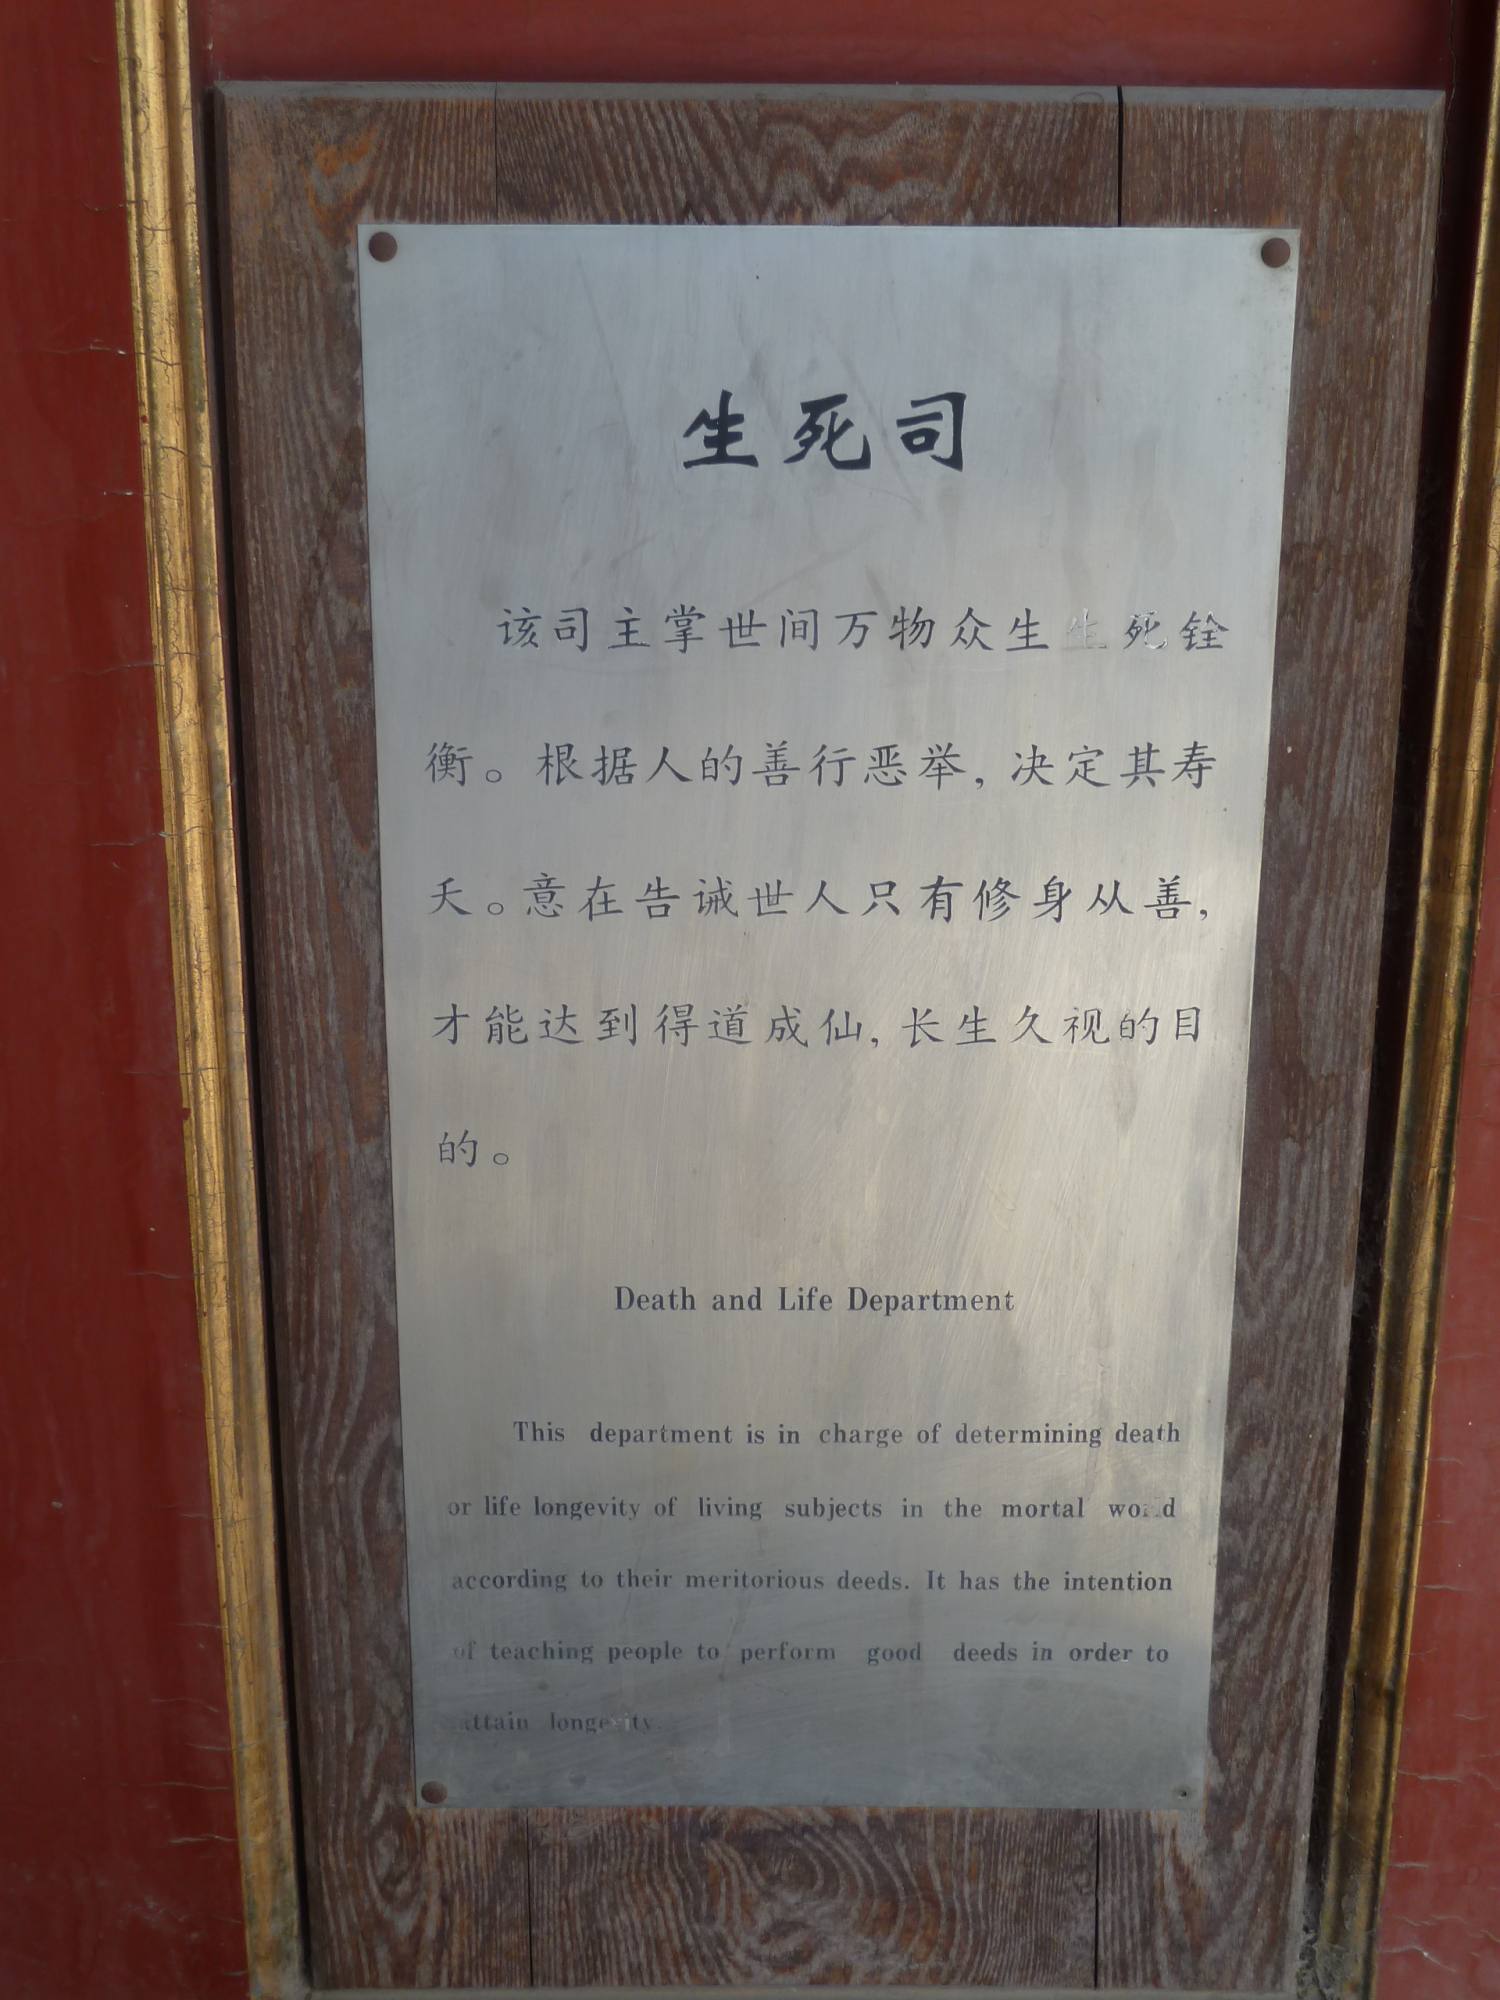 生死司
该司主掌世间万物众生生死铨
衡。根据人的善行恶举,决定其寿
夭。意在告诫世人只有修身从善,
才能达到得道成仙,长生久视的目
的。
Death and Life Department
This department is in charge of determining death
or life longevity of living subjects in the mortal world
according to their meritorious deeds. It has the intention
of teaching people to perform good deeds in order to
attain longevity.